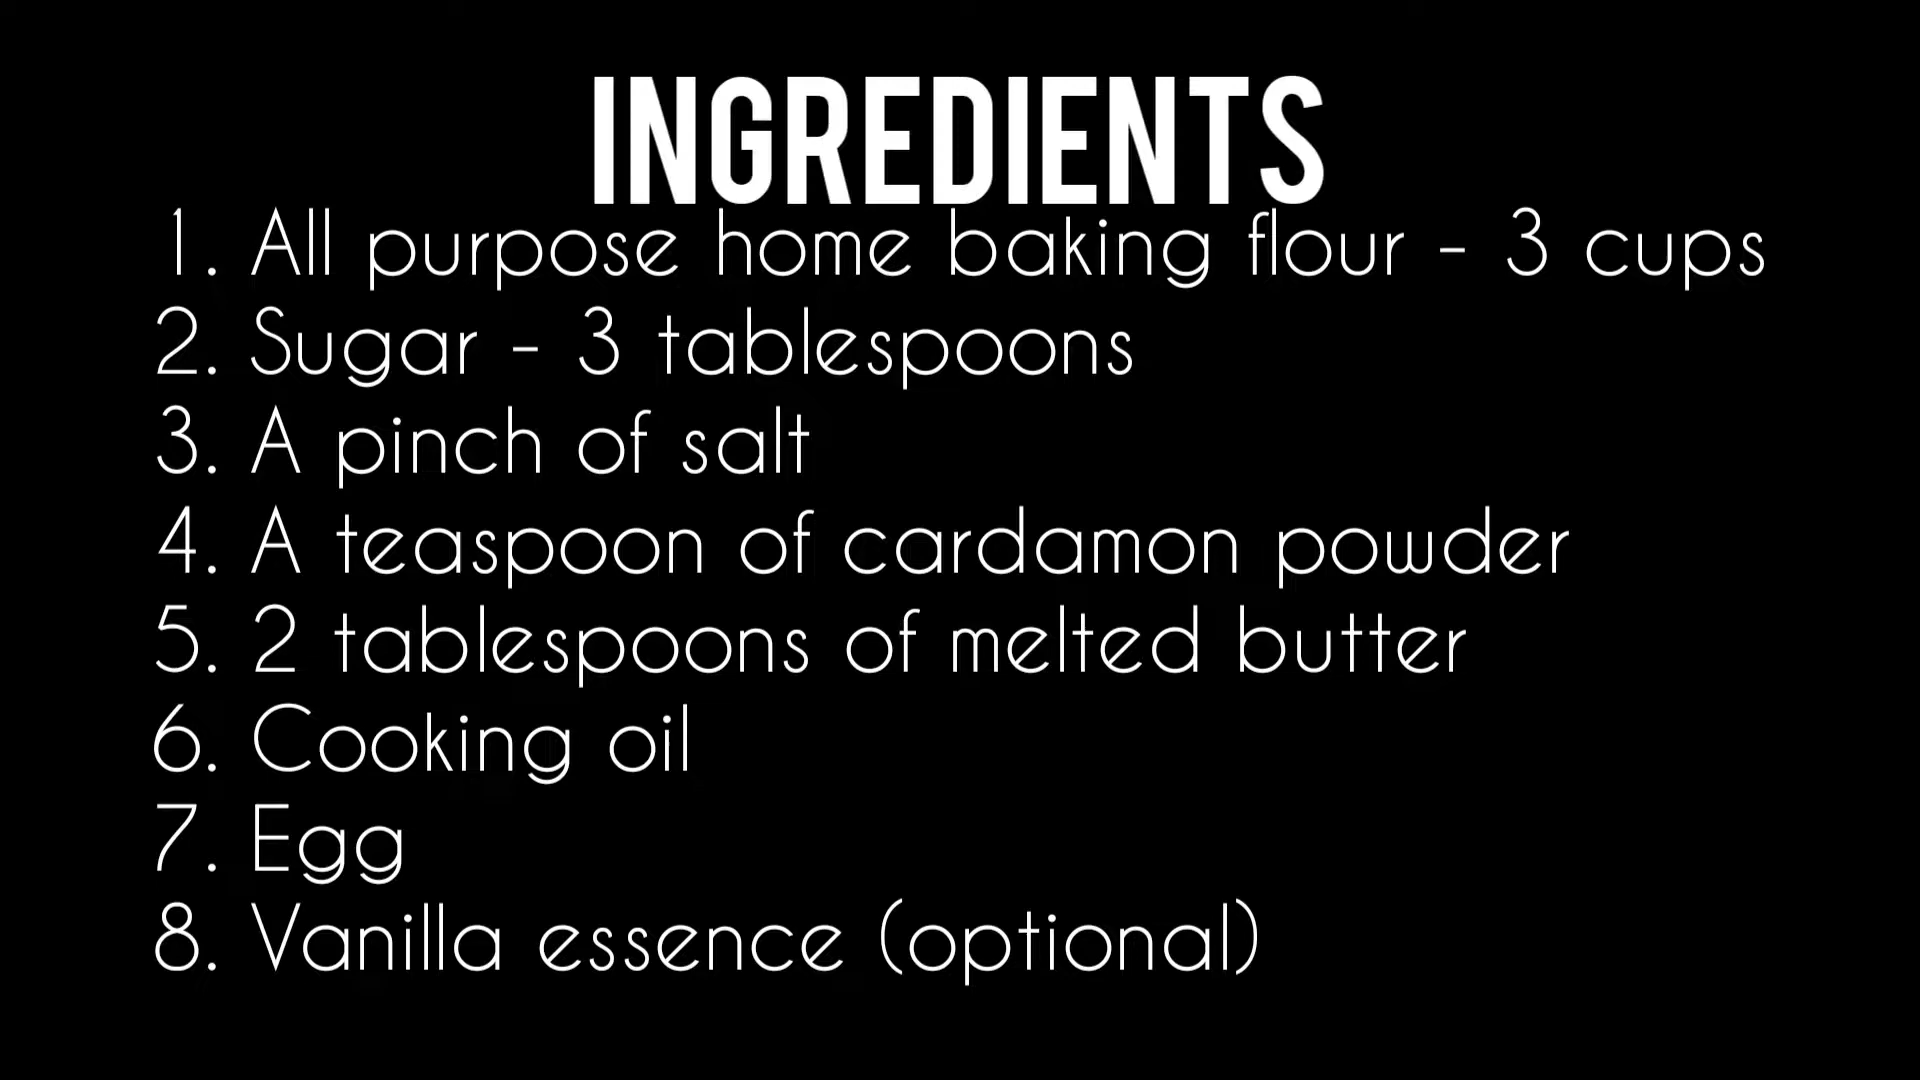 INGREDIENTS
1. All purpose home baking flour - 3 cups
2. Sugar - 3 tablespoons
3. A pinch of salt
4. A teaspoon of cardamon powder
5. 2 tablespoons of melted butter
6. Cooking oil
7. Egg
8. Vanilla essence (optional)